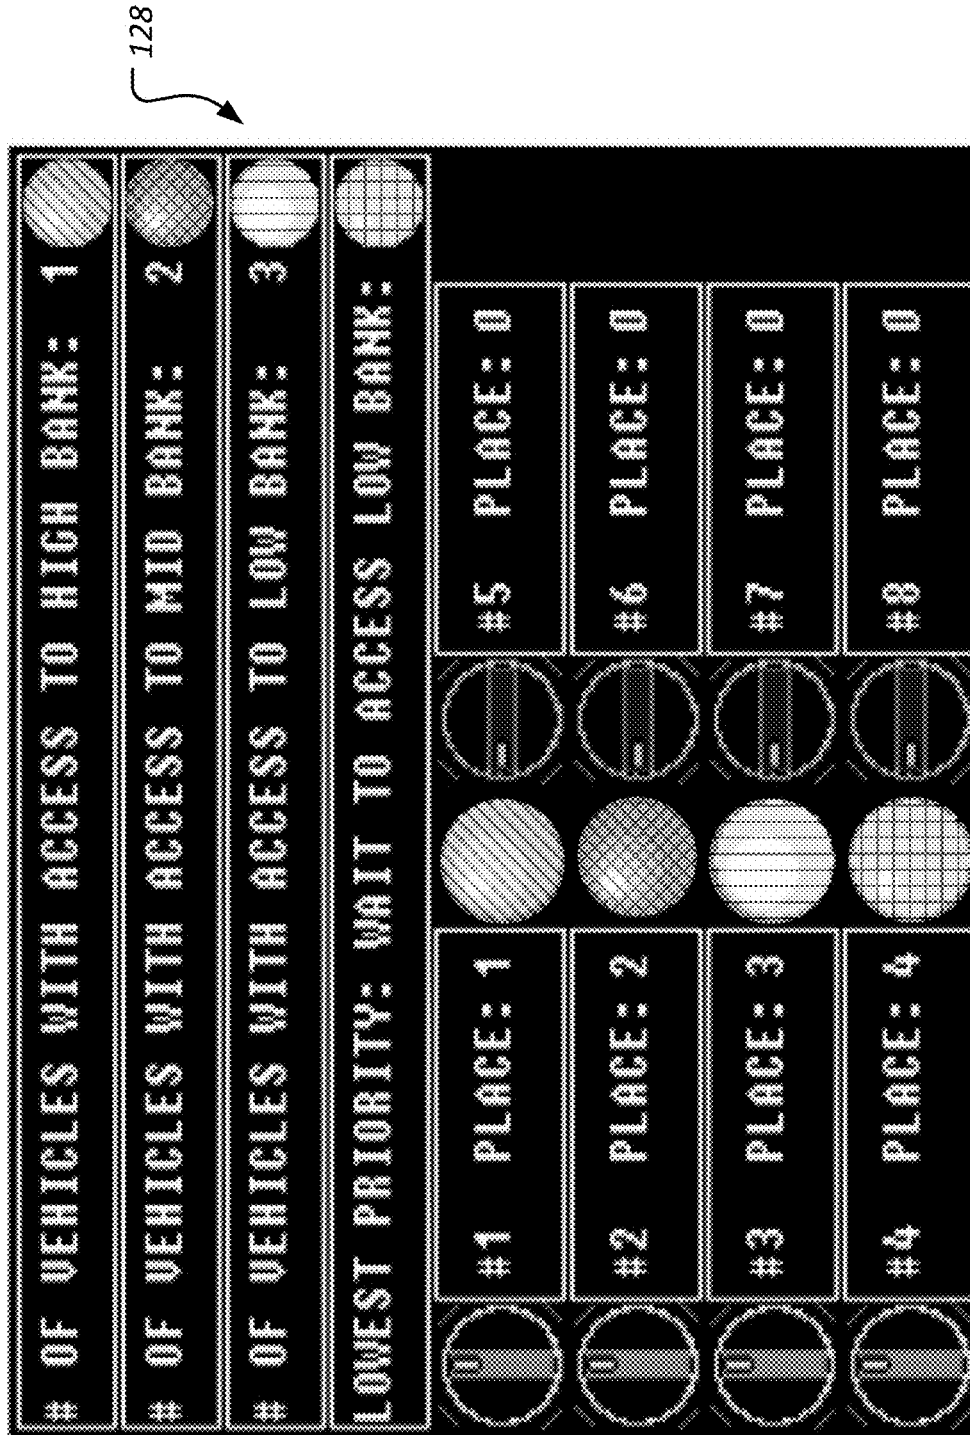 128
# OF VEHICLES WITH ACCESS TO HIGH BANK: 1
# OF VEHICLES WITH ACCESS TO MID BANK: 2
# OF VEHICLES WITH ACCESS TO LOW BANK: 3
LOWEST PRIORITY: WAIT TO ACCESS LOW BANK:
#1 PLACE: 1 #5 PLACE: 0
#2 PLACE: 2 #6 PLACE: 0
#3 PLACE: 3 #7 PLACE: 0
#4 PLACE: 4 #8 PLACE: 0